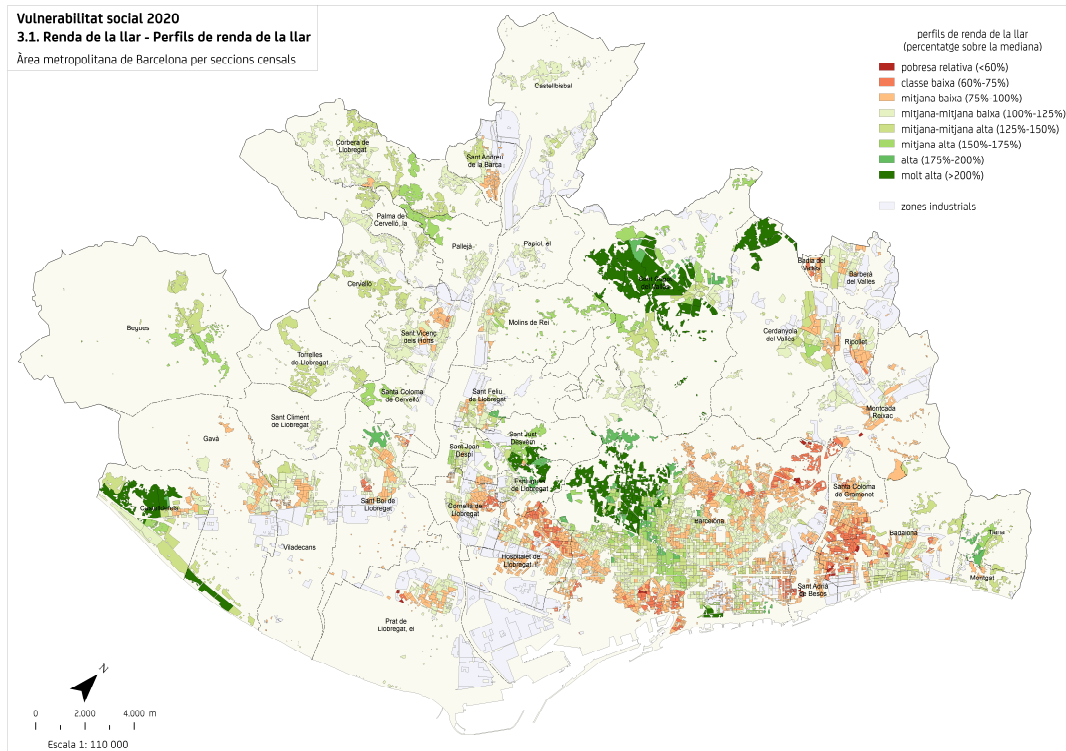 Vulnerabilitat social 2020
3.1. Renda de la llar - Perfils de renda de la llar
Àrea metropolitana de Barcelona per seccions censals
perfils de renda de la llar
(percentatge sobre la mediana)
pobresa relativa (<60%)
classe baixa (60%-75%)
mitjana baixa (75%-100%)
mitjana-mitjana baixa (100%-125%)
mitjana-mitjana alta (125%-150%)
mitjana alta (150%-175%)
alta (175%-200%)
molt alta (>200%)
zones industrials
Castellbisbal
Corbera de
Llobregat
Sant Andreu
de la Barca
Palma de
Cervelló, la
Pallejà
Papiol, el
del Vallès
Badia del
Vallès
Barberà
del Vallès
Cervelló
Begues
Sant Vicenç
dels Horts
Molins de Rei
Cerdanyola
del Vallès
Ripollet
Torrelles
de Llobregat
Santa Coloma
de Cervelló
Sant Feliu
de Llobregat
Montcada
i Reixac
Sant Climent
de Llobregat
Gavà
Sant Just
Desvern
Sant Joan
Despí
Esplugues
de Llobregat
Santa Coloma
de Gramenet
Castelldefels
Sant Boi de
Llobregat
Cornellà de
Llobregat
Barcelona
Badalona
Tiana
Viladecans
Hospitalet de
Llobregat, l'
Montgat
Sant Adrià
de Besòs
Prat de
Llobregat, el
N
0 2.000 4.000 m
Escala 1: 110 000